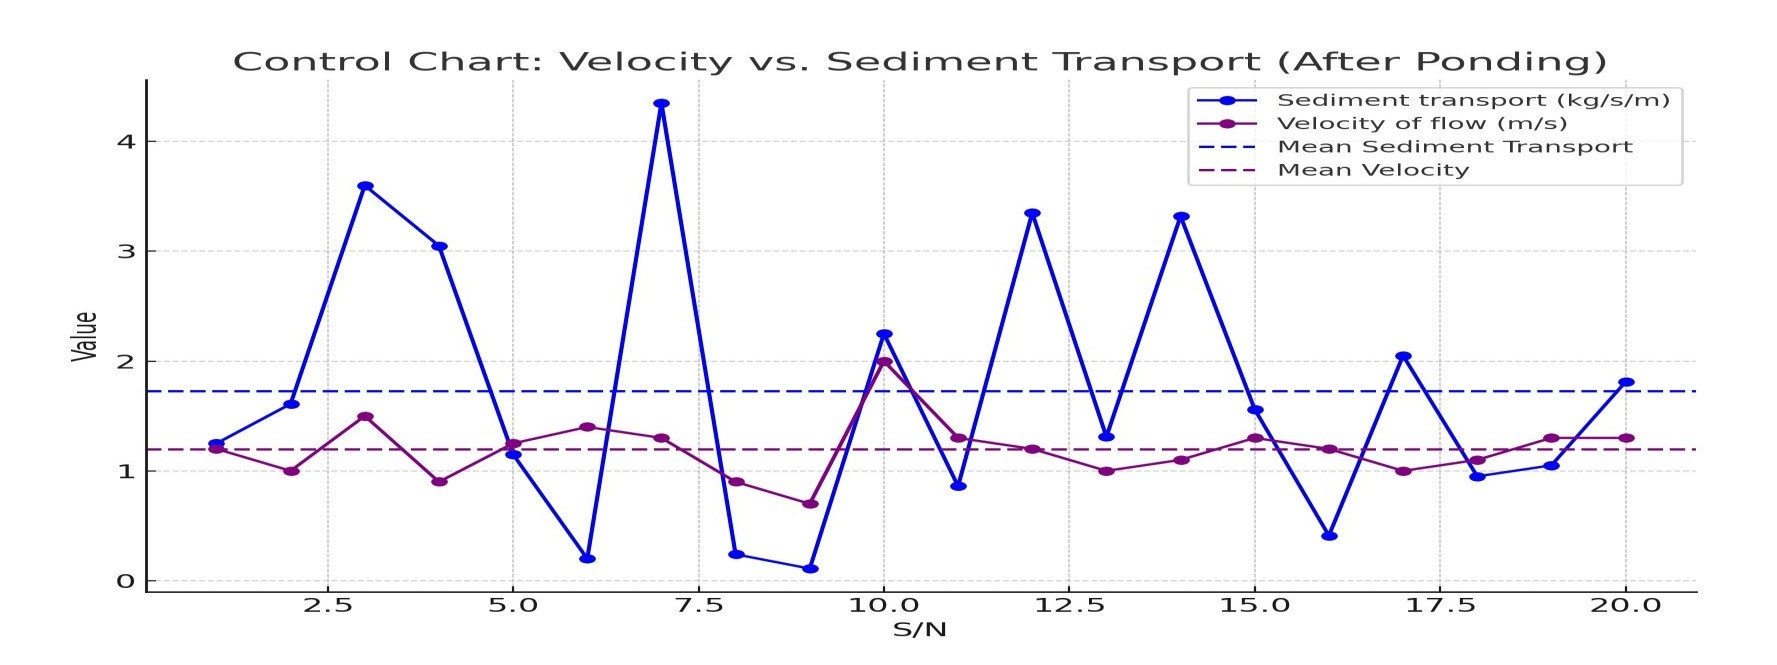 Control Chart: Velocity vs. Sediment Transport (After Ponding)
Sediment transport (kg/s/m)
Velocity of flow (m/s)
Mean Sediment Transport
Mean Velocity
Value
4
3
2
1
0
2.5 5.0 7.5 10.0 12.5 15.0 17.5 20.0
S/N